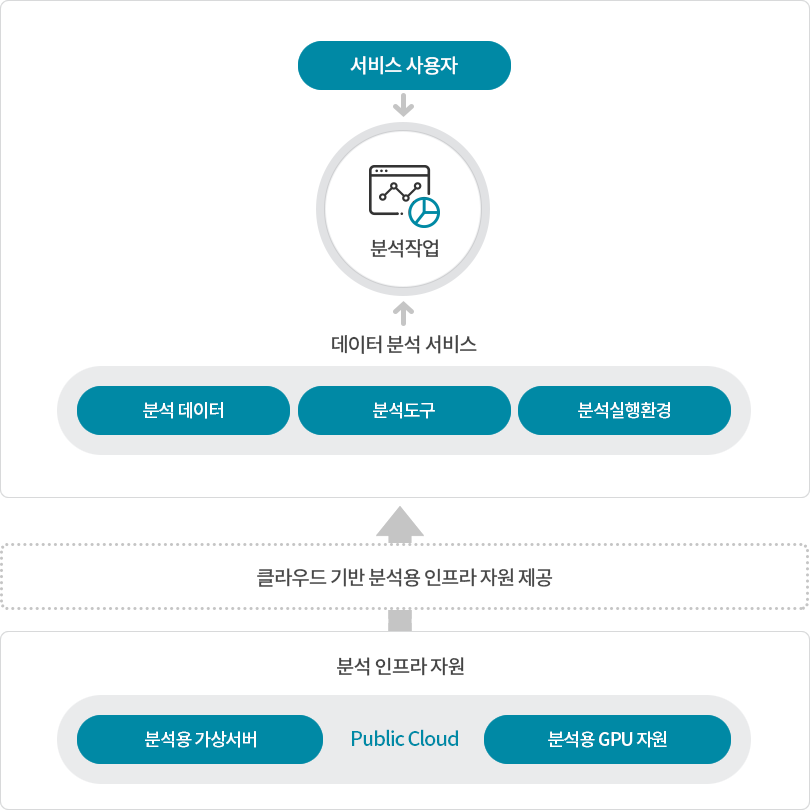 서비스 사용자
분석작업
데이터 분석 서비스
분석 데이터
분석도구
분석실행환경
클라우드 기반 분석용 인프라 자원 제공
분석 인프라 자원
분석용 가상서버
Public Cloud
분석용 GPU 자원